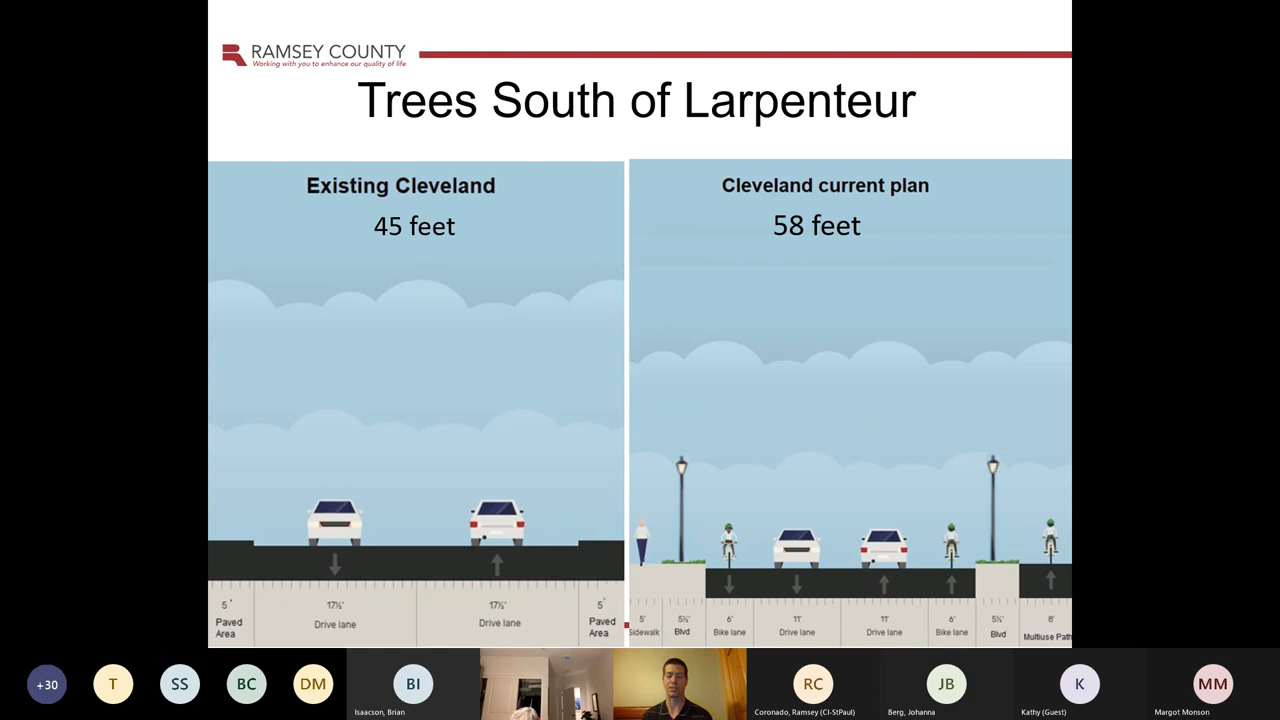 RAMSEY COUNTY
Working with you to enhance our quality of life
Trees South of Larpenteur
Existing Cleveland
45 feet
5'
Paved
Area
17½'
Drive lane
17½'
Drive lane
5'
Paved
Area
Cleveland current plan
58 feet
5'
Sidewalk
5½'
Blvd
6'
Bike lane
11'
Drive lane
11'
Drive lane
6'
Bike lane
5½'
Blvd
8'
Multiuse Path
+30
T
SS
BC
DM
BI
Isaacson, Brian
RC
Coronado, Ramsey (CI-StPaul)
JB
Berg, Johanna
K
Kathy (Guest)
MM
Margot Monson